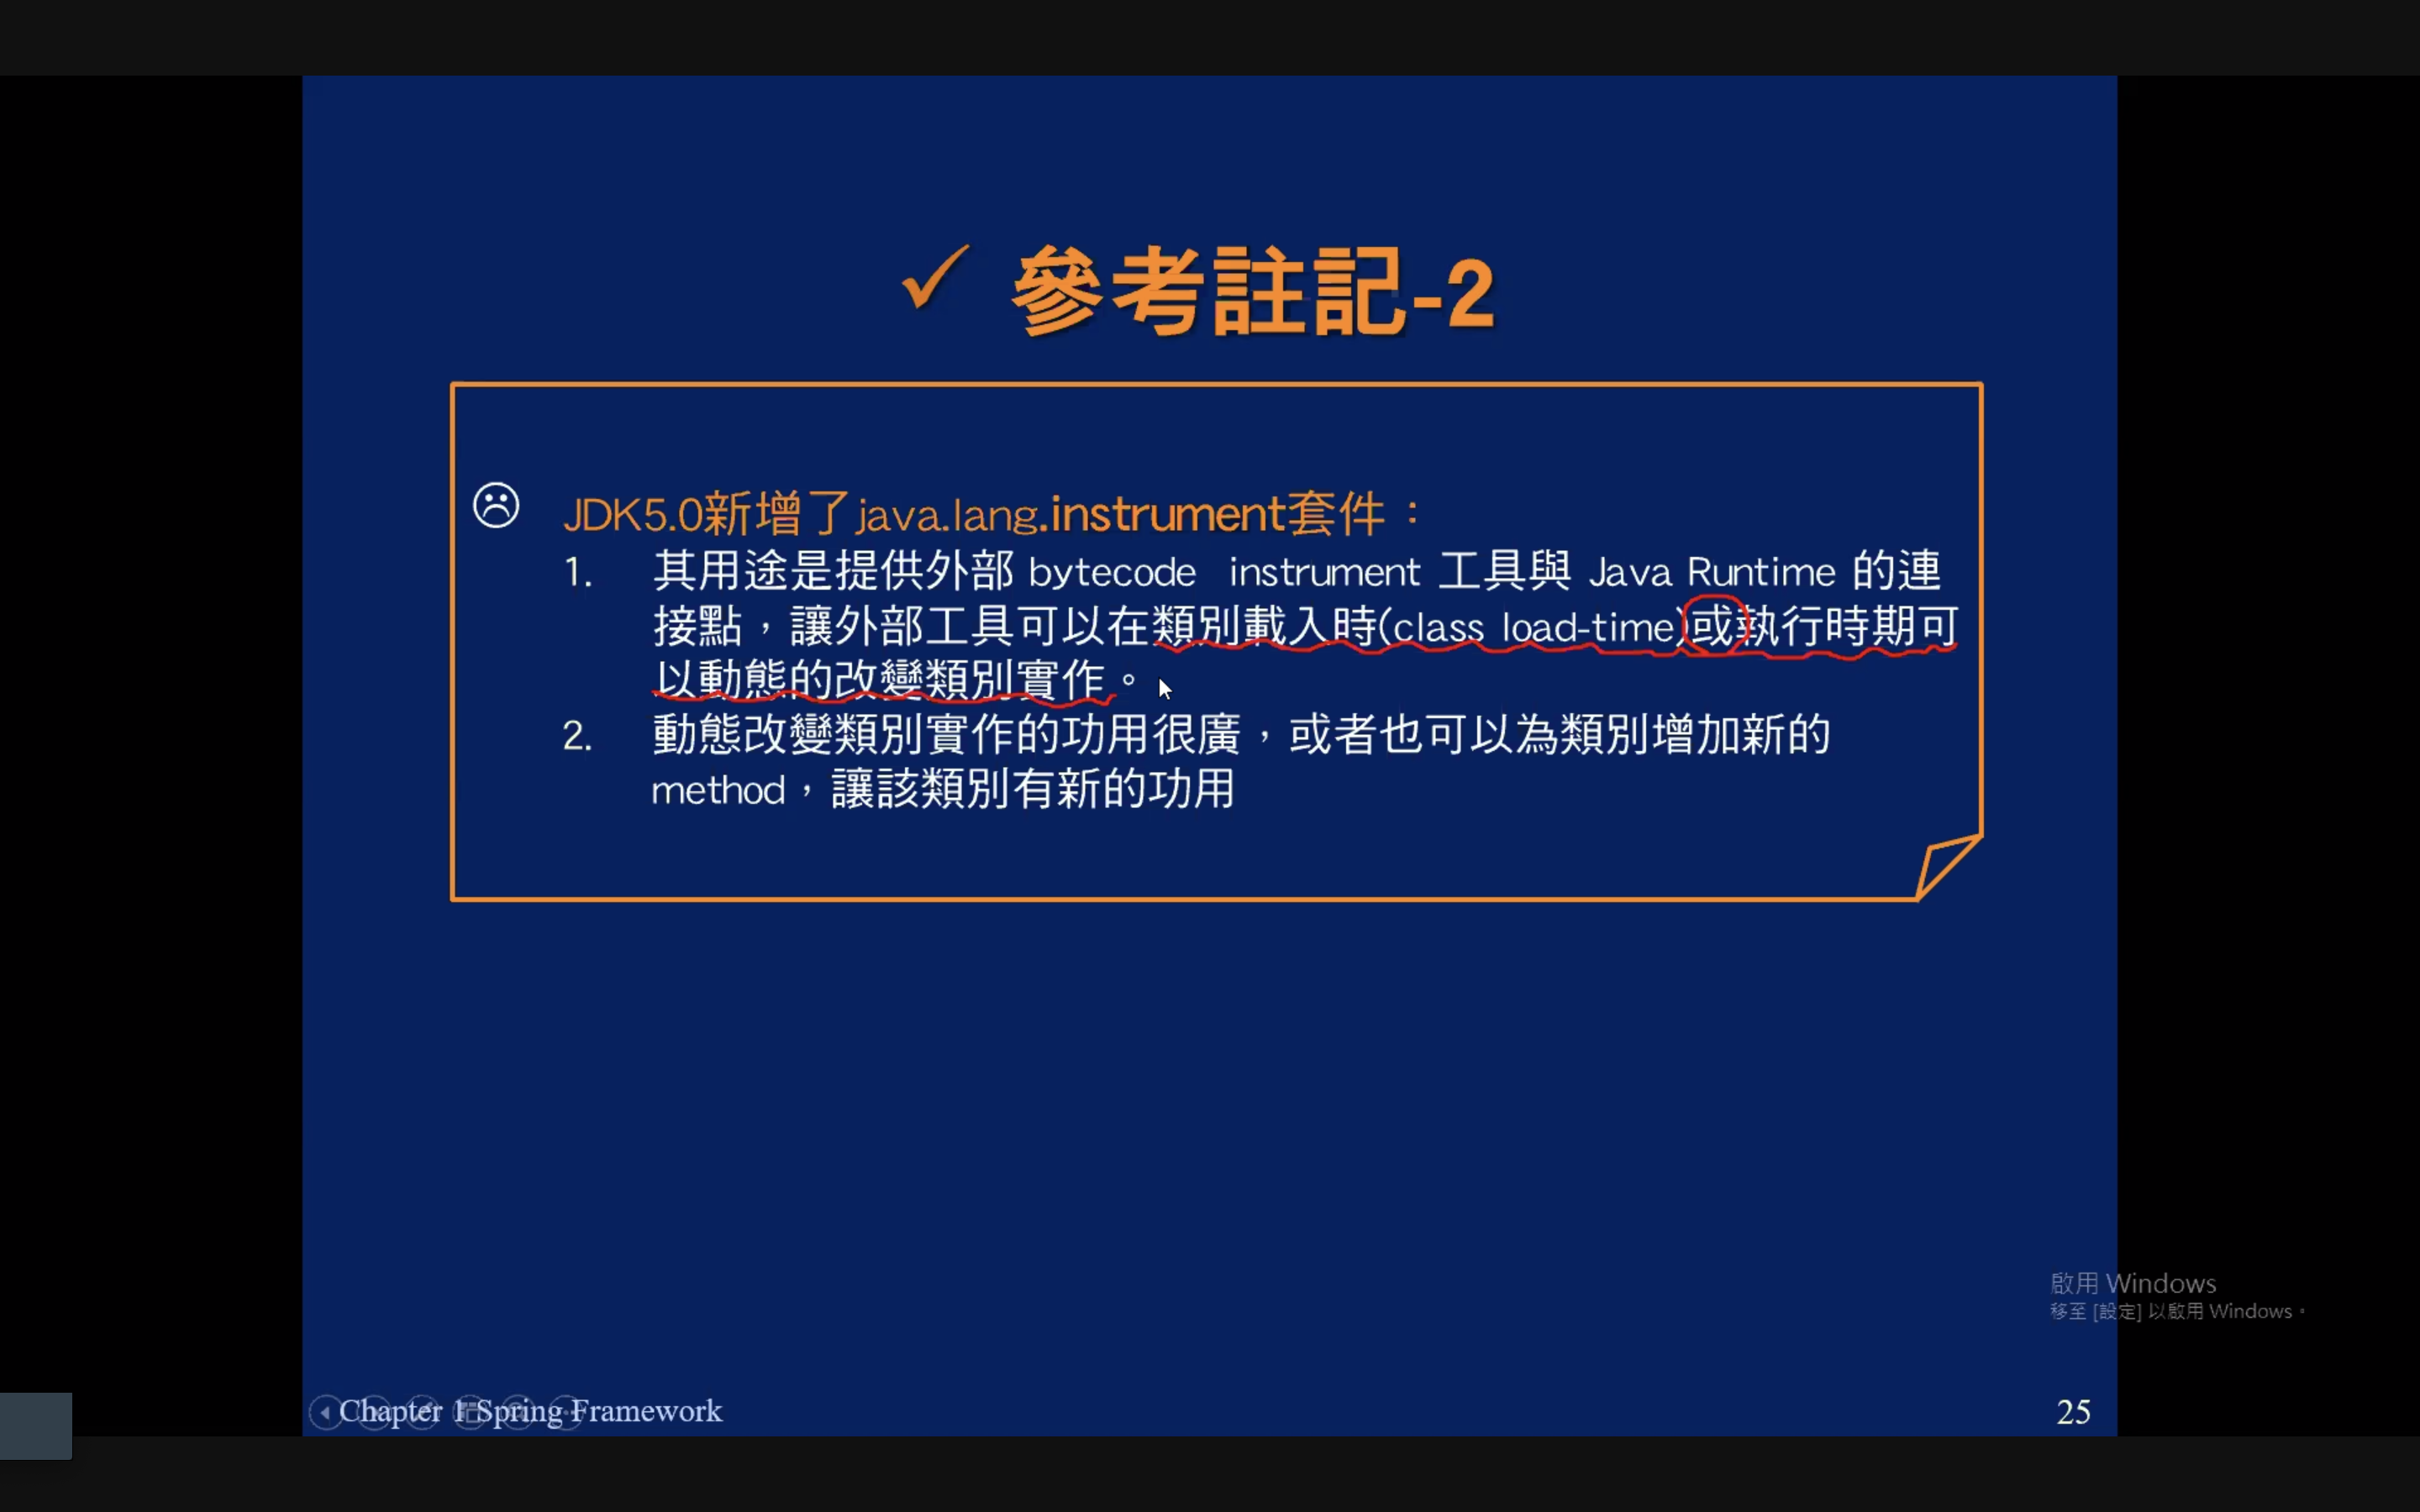 ✓ 參考註記-2
JDK5.0新增了java.lang.instrument套件：
1. 其用途是提供外部 bytecode instrument 工具與 Java Runtime 的連
接點，讓外部工具可以在類別載入時(class load-time)或執行時期可
以動態的改變類別實作。
2. 動態改變類別實作的功用很廣，或者也可以為類別增加新的
method，讓該類別有新的功用
啟用 Windows
移至 [設定] 以啟用 Windows。
Chapter 1 Spring Framework
25